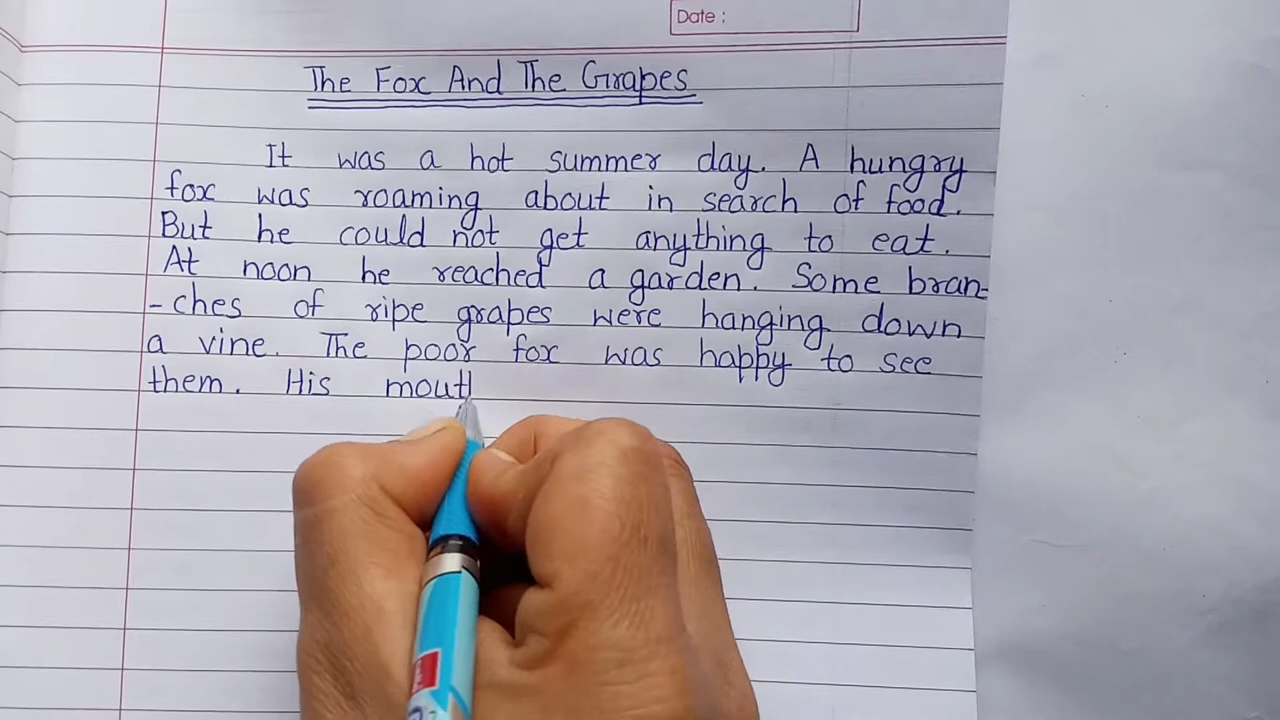 Date :
The Fox And The Grapes
It was a hot summer day. A hungry
fox was roaming about in search of food.
But he could not get anything to eat.
At noon he reached a garden. Some bran-
-ches of ripe grapes were hanging down
a vine. The poor fox was happy to see
them. His mout